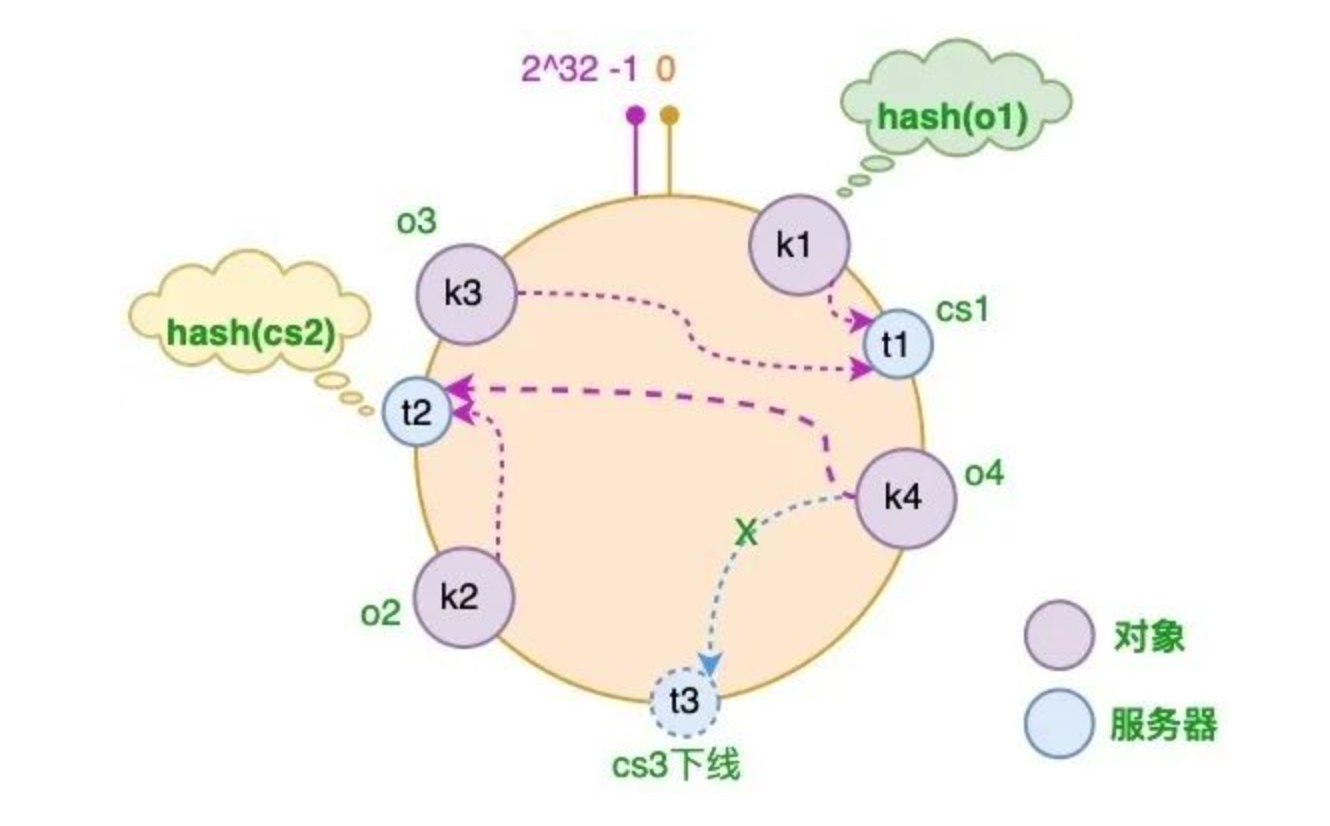 2^32 -1 0
hash(o1)
o3
k1
k3
cs1
hash(cs2)
t1
t2
o4
k4
X
k2
o2
对象
t3
服务器
cs3下线